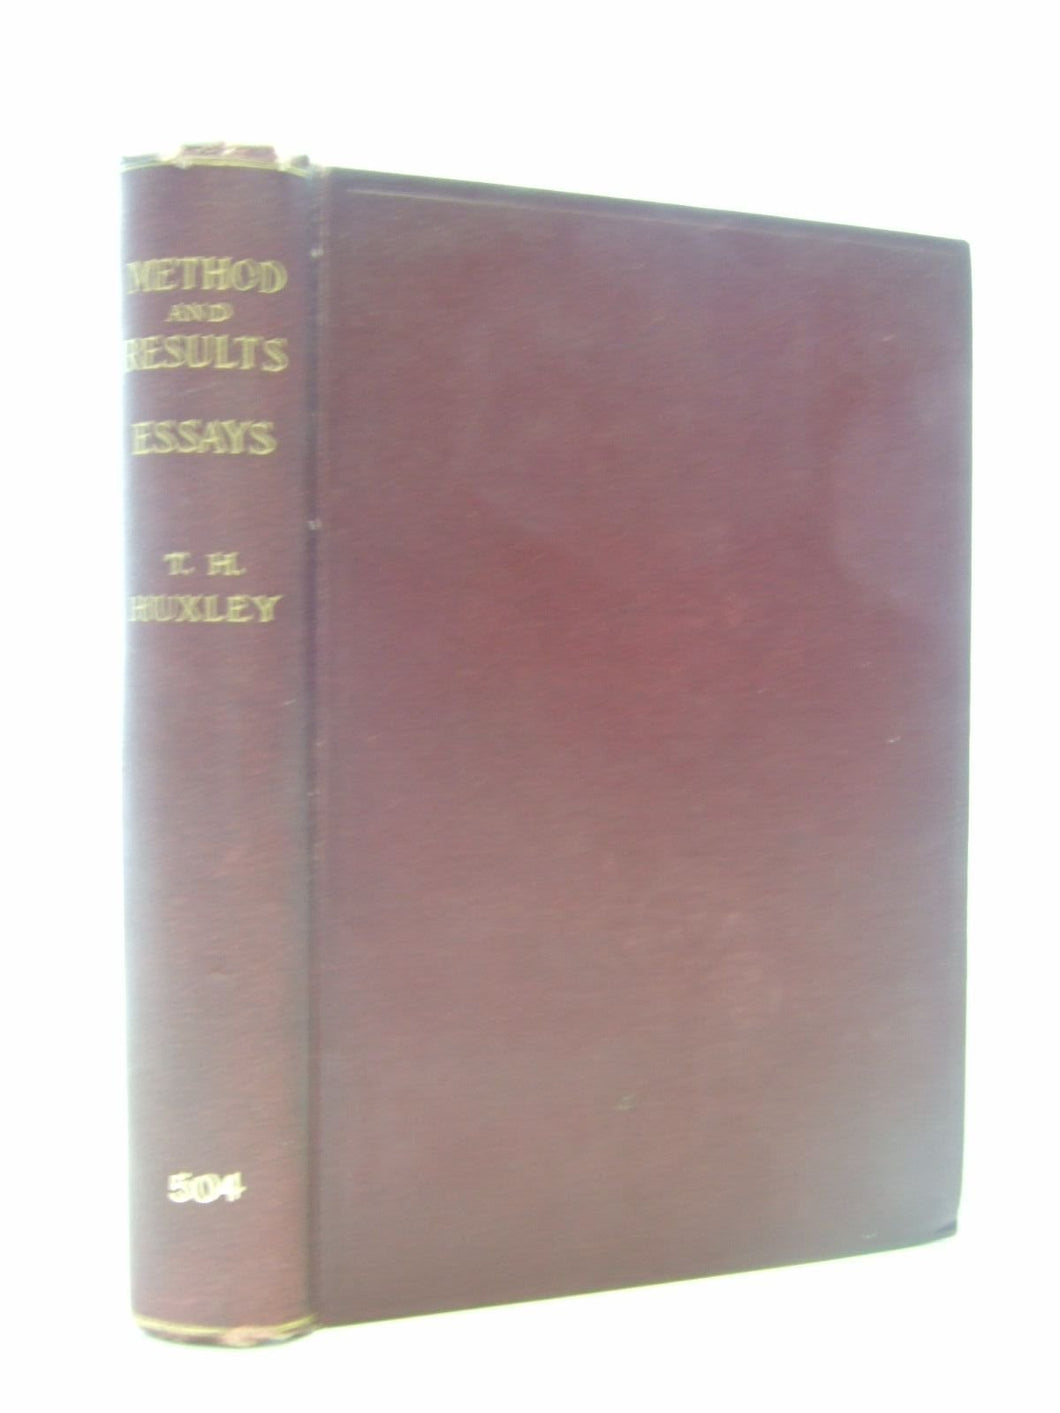 METHOD
AND
RESULTS
ESSAYS
T. H.
HUXLEY
504